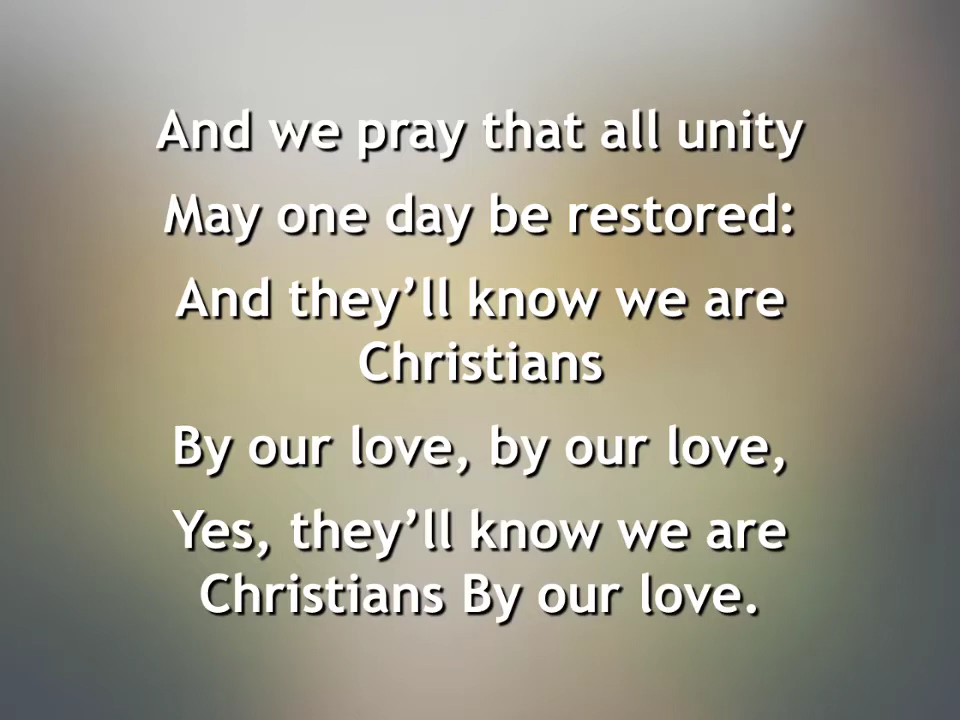 And we pray that all unity
May one day be restored:
And they’ll know we are
Christians
By our love, by our love,
Yes, they’ll know we are
Christians By our love.